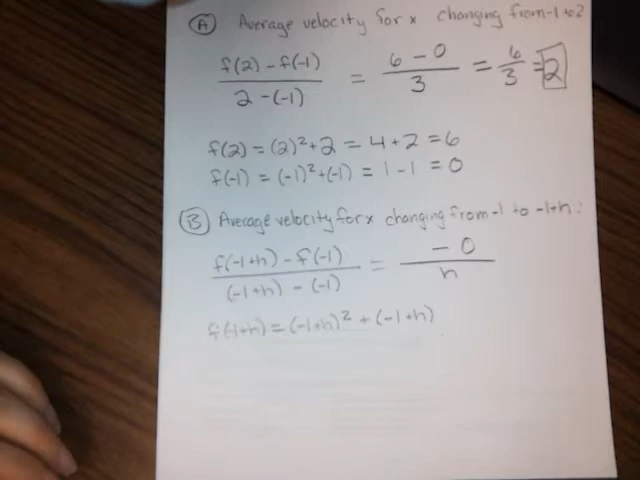 A Average velocity for x changing from -1 to 2
f(2) - f(-1) / 2 - (-1) = 6 - 0 / 3 = 6/3 = 2
f(2) = (2)² + 2 = 4 + 2 = 6
f(-1) = (-1)² + (-1) = 1 - 1 = 0
B Average velocity for x changing from -1 to -1+h:
f(-1+h) - f(-1) / (-1+h) - (-1) = - 0 / h
f(-1+h) = (-1+h)² + (-1+h)